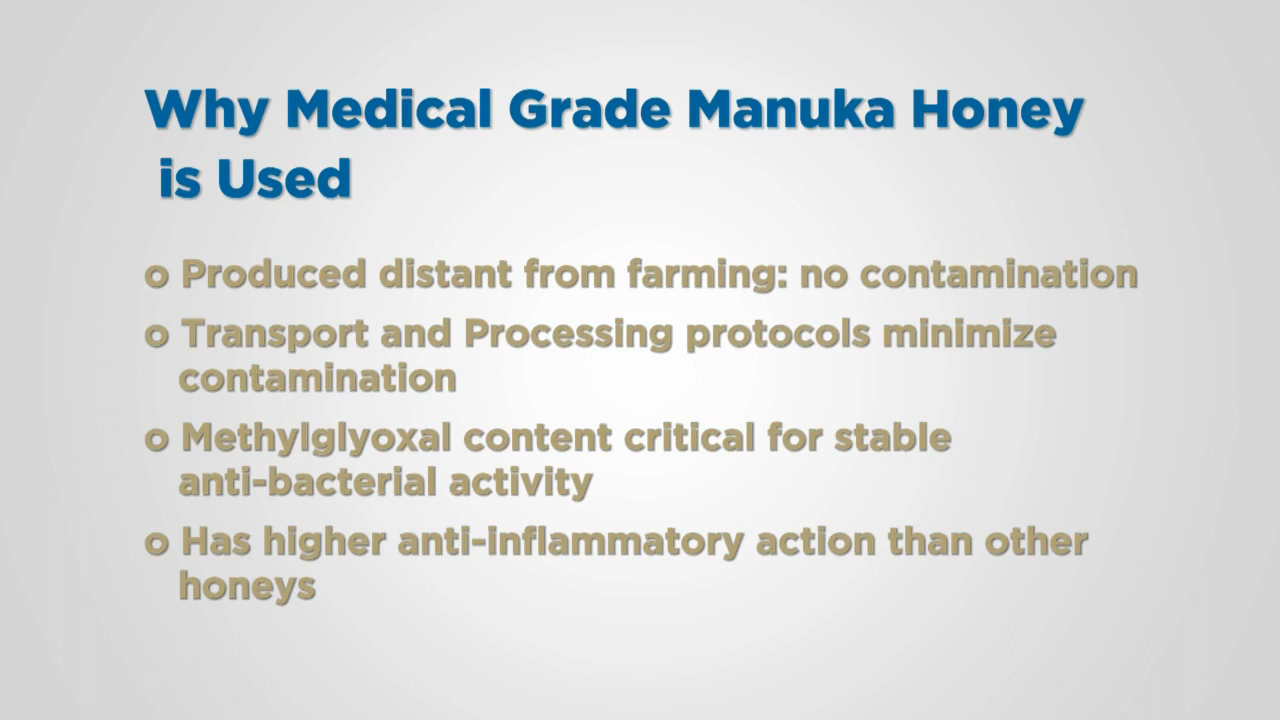 Why Medical Grade Manuka Honey
is Used
o Produced distant from farming: no contamination
o Transport and Processing protocols minimize
contamination
o Methylglyoxal content critical for stable
anti-bacterial activity
o Has higher anti-inflammatory action than other
honeys